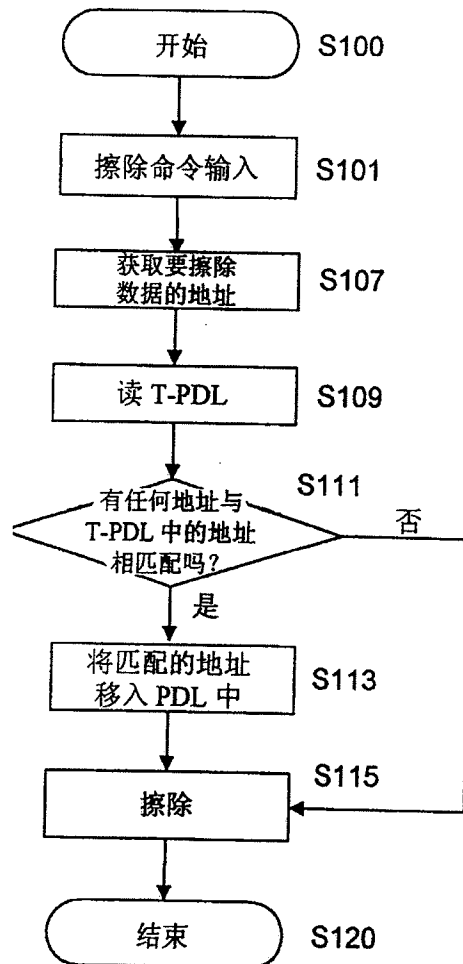 开始
S100
擦除命令输入
S101
获取要擦除
数据的地址
S107
读 T-PDL
S109
S111
有任何地址与
T-PDL 中的地址
相匹配吗？
否
是
将匹配的地址
移入 PDL 中
S113
S115
擦除
结束
S120